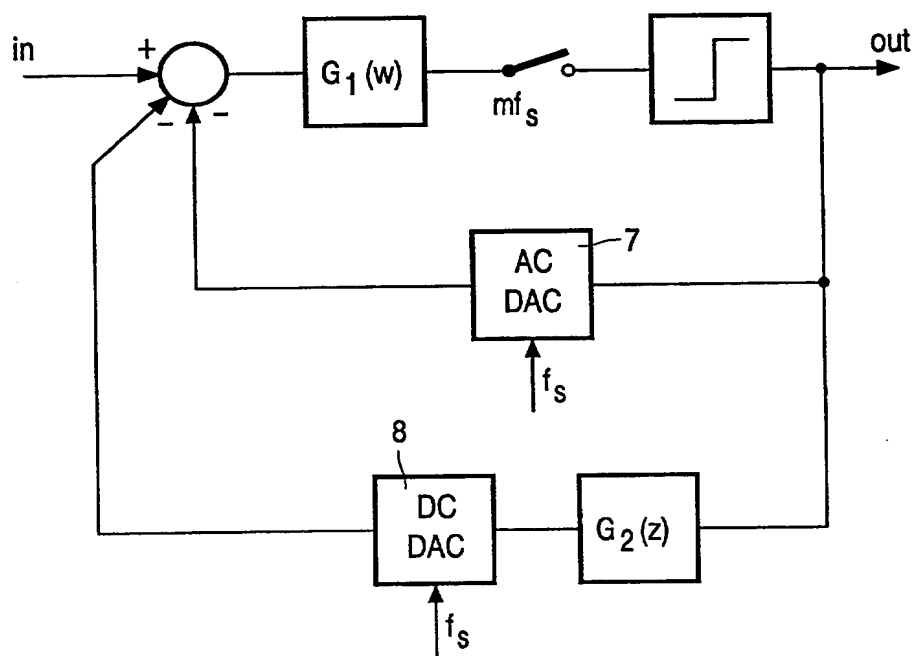 in
+
G1(w)
mfs
out
−
−
7
AC
DAC
fs
8
DC
DAC
G2(z)
fs